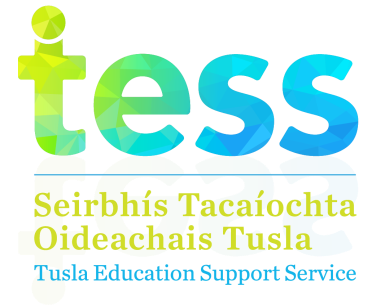 tess
Seirbhís Tacaíochta
Oideachais Tusla
Tusla Education Support Service